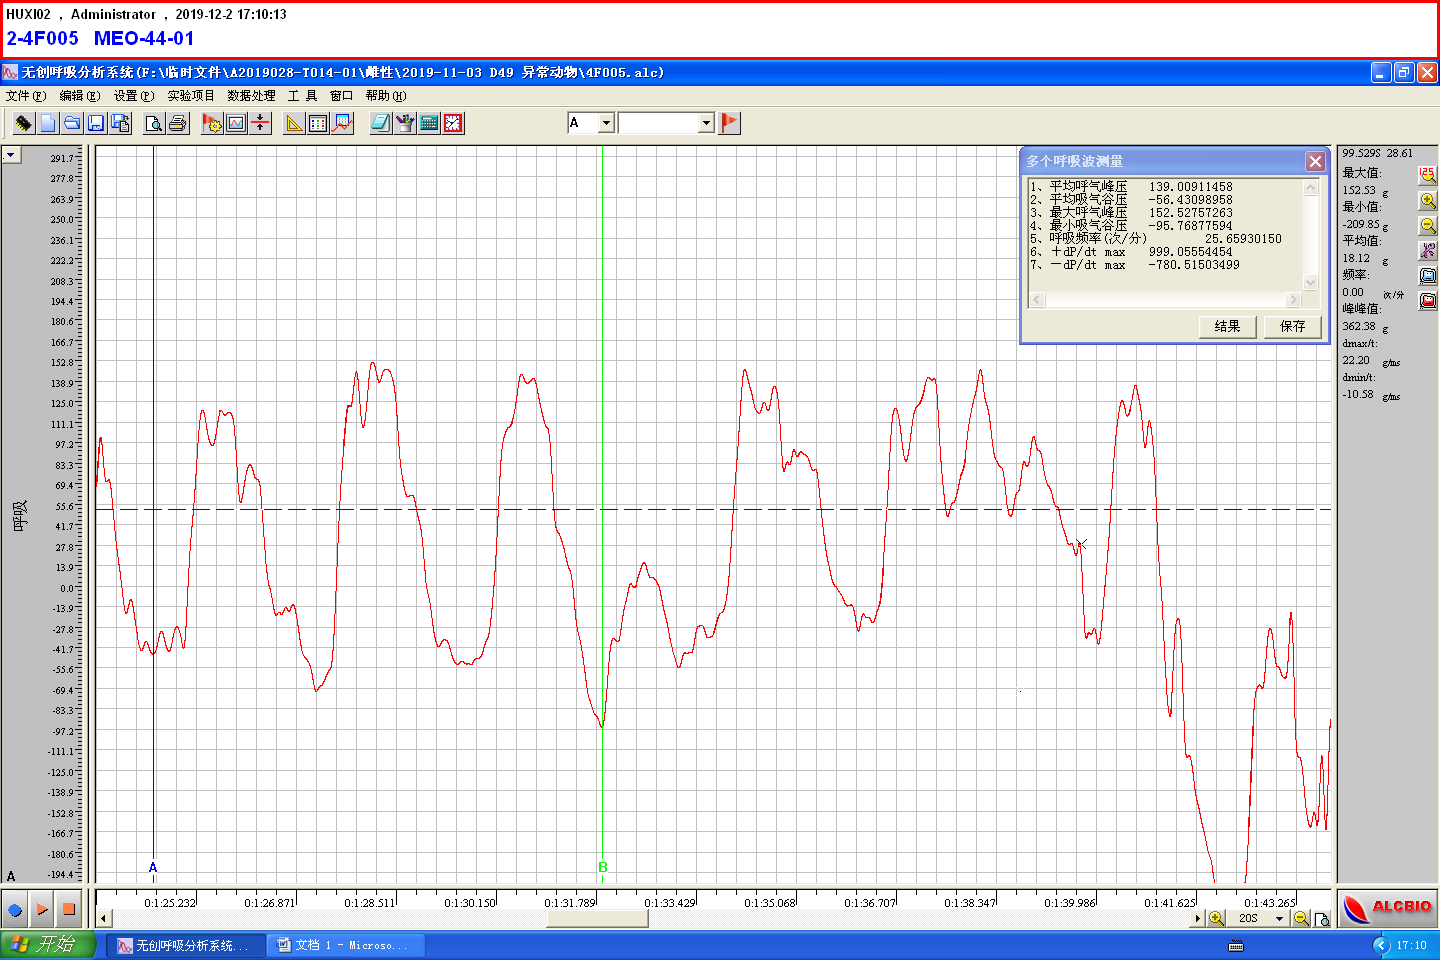 HUXI02 , Administrator , 2019-12-2 17:10:13
2-4F005 MEO-44-01
无创呼吸分析系统(F:\临时文件\A2019028-T014-01\雌性\2019-11-03 D49 异常动物\4F005.alc)
文件(F) 编辑(E) 设置(P) 实验项目 数据处理 工具 窗口 帮助(H)
A
多个呼吸波测量
1、平均呼气峰压 139.00911458
2、平均吸气谷压 -56.43098958
3、最大呼气峰压 152.52757263
4、最小吸气谷压 -95.76877594
5、呼吸频率(次/分) 25.65930150
6、＋dP/dt max 999.05554454
7、－dP/dt max -780.51503499
结果 保存
99.529S 28.61
最大值:
152.53 g
最小值:
-209.85 g
平均值:
18.12 g
频率:
0.00 次/分
峰峰值:
362.38 g
dmax/t:
22.20 g/ms
dmin/t:
-10.58 g/ms
125
291.7
277.8
263.9
250.0
236.1
222.2
208.3
194.4
180.6
166.7
152.8
138.9
125.0
111.1
97.2
83.3
69.4
55.6
41.7
27.8
13.9
0.0
-13.9
-27.8
-41.7
-55.6
-69.4
-83.3
-97.2
-111.1
-125.0
-138.9
-152.8
-166.7
-180.6
-194.4
呼吸
A
A
B
0:1:25.232 0:1:26.871 0:1:28.511 0:1:30.150 0:1:31.789 0:1:33.429 0:1:35.068 0:1:36.707 0:1:38.347 0:1:39.986 0:1:41.625 0:1:43.265
20S
ALCBIO
开始 无创呼吸分析系统... 文档 1 - Microso... 17:10